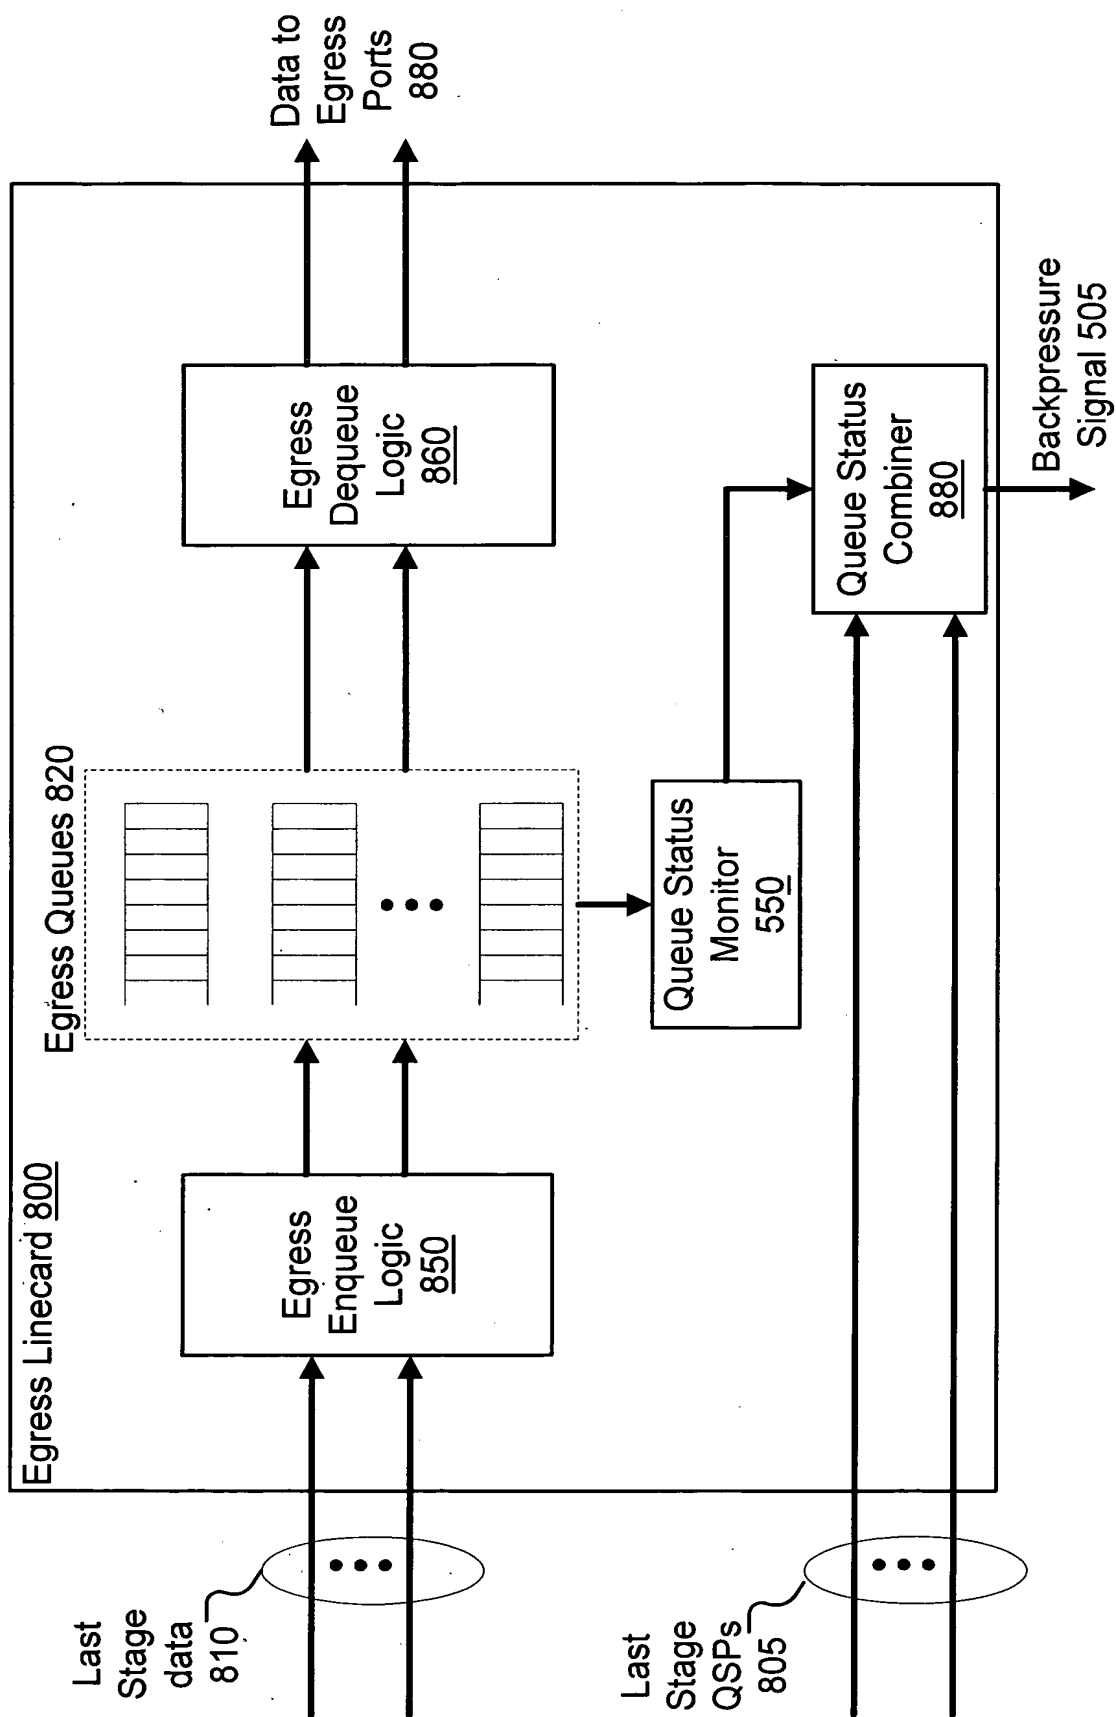 Egress Linecard 800
Last
Stage
data
810
Egress
Enqueue
Logic
850
Egress Queues 820
Egress
Dequeue
Logic
860
Data to
Egress
Ports
880
Queue Status
Monitor
550
Last
Stage
QSPs
805
Queue Status
Combiner
880
Backpressure
Signal 505